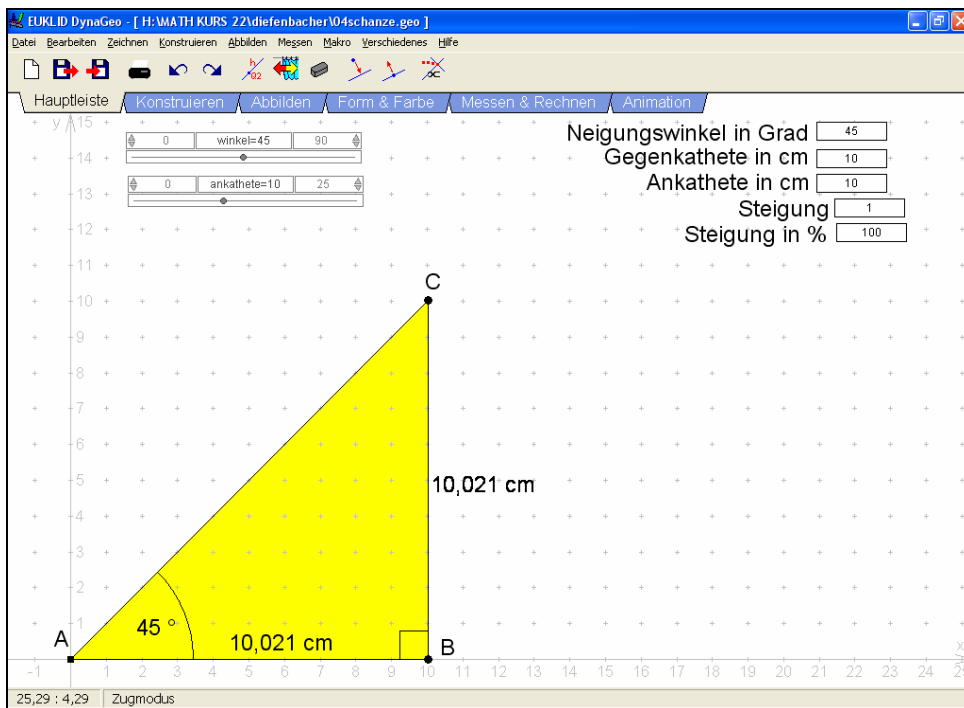 EUKLID DynaGeo - [ H:\MATH KURS 22\diefenbacher\04schanze.geo ]
Datei Bearbeiten Zeichnen Konstruieren Abbilden Messen Makro Verschiedenes Hilfe
Hauptleiste Konstruieren Abbilden Form & Farbe Messen & Rechnen Animation
y 15
0 winkel=45 90
Neigungswinkel in Grad 45
14
Gegenkathete in cm 10
0 ankathete=10 25
Ankathete in cm 10
13
Steigung 1
12
Steigung in % 100
11
C
10
9
8
7
6
5
10,021 cm
4
3
2
1
45 °
A
10,021 cm
B
x
-1 1 2 3 4 5 6 7 8 9 10 11 12 13 14 15 16 17 18 19 20 21 22 23 24 25
25,29 : 4,29 Zugmodus